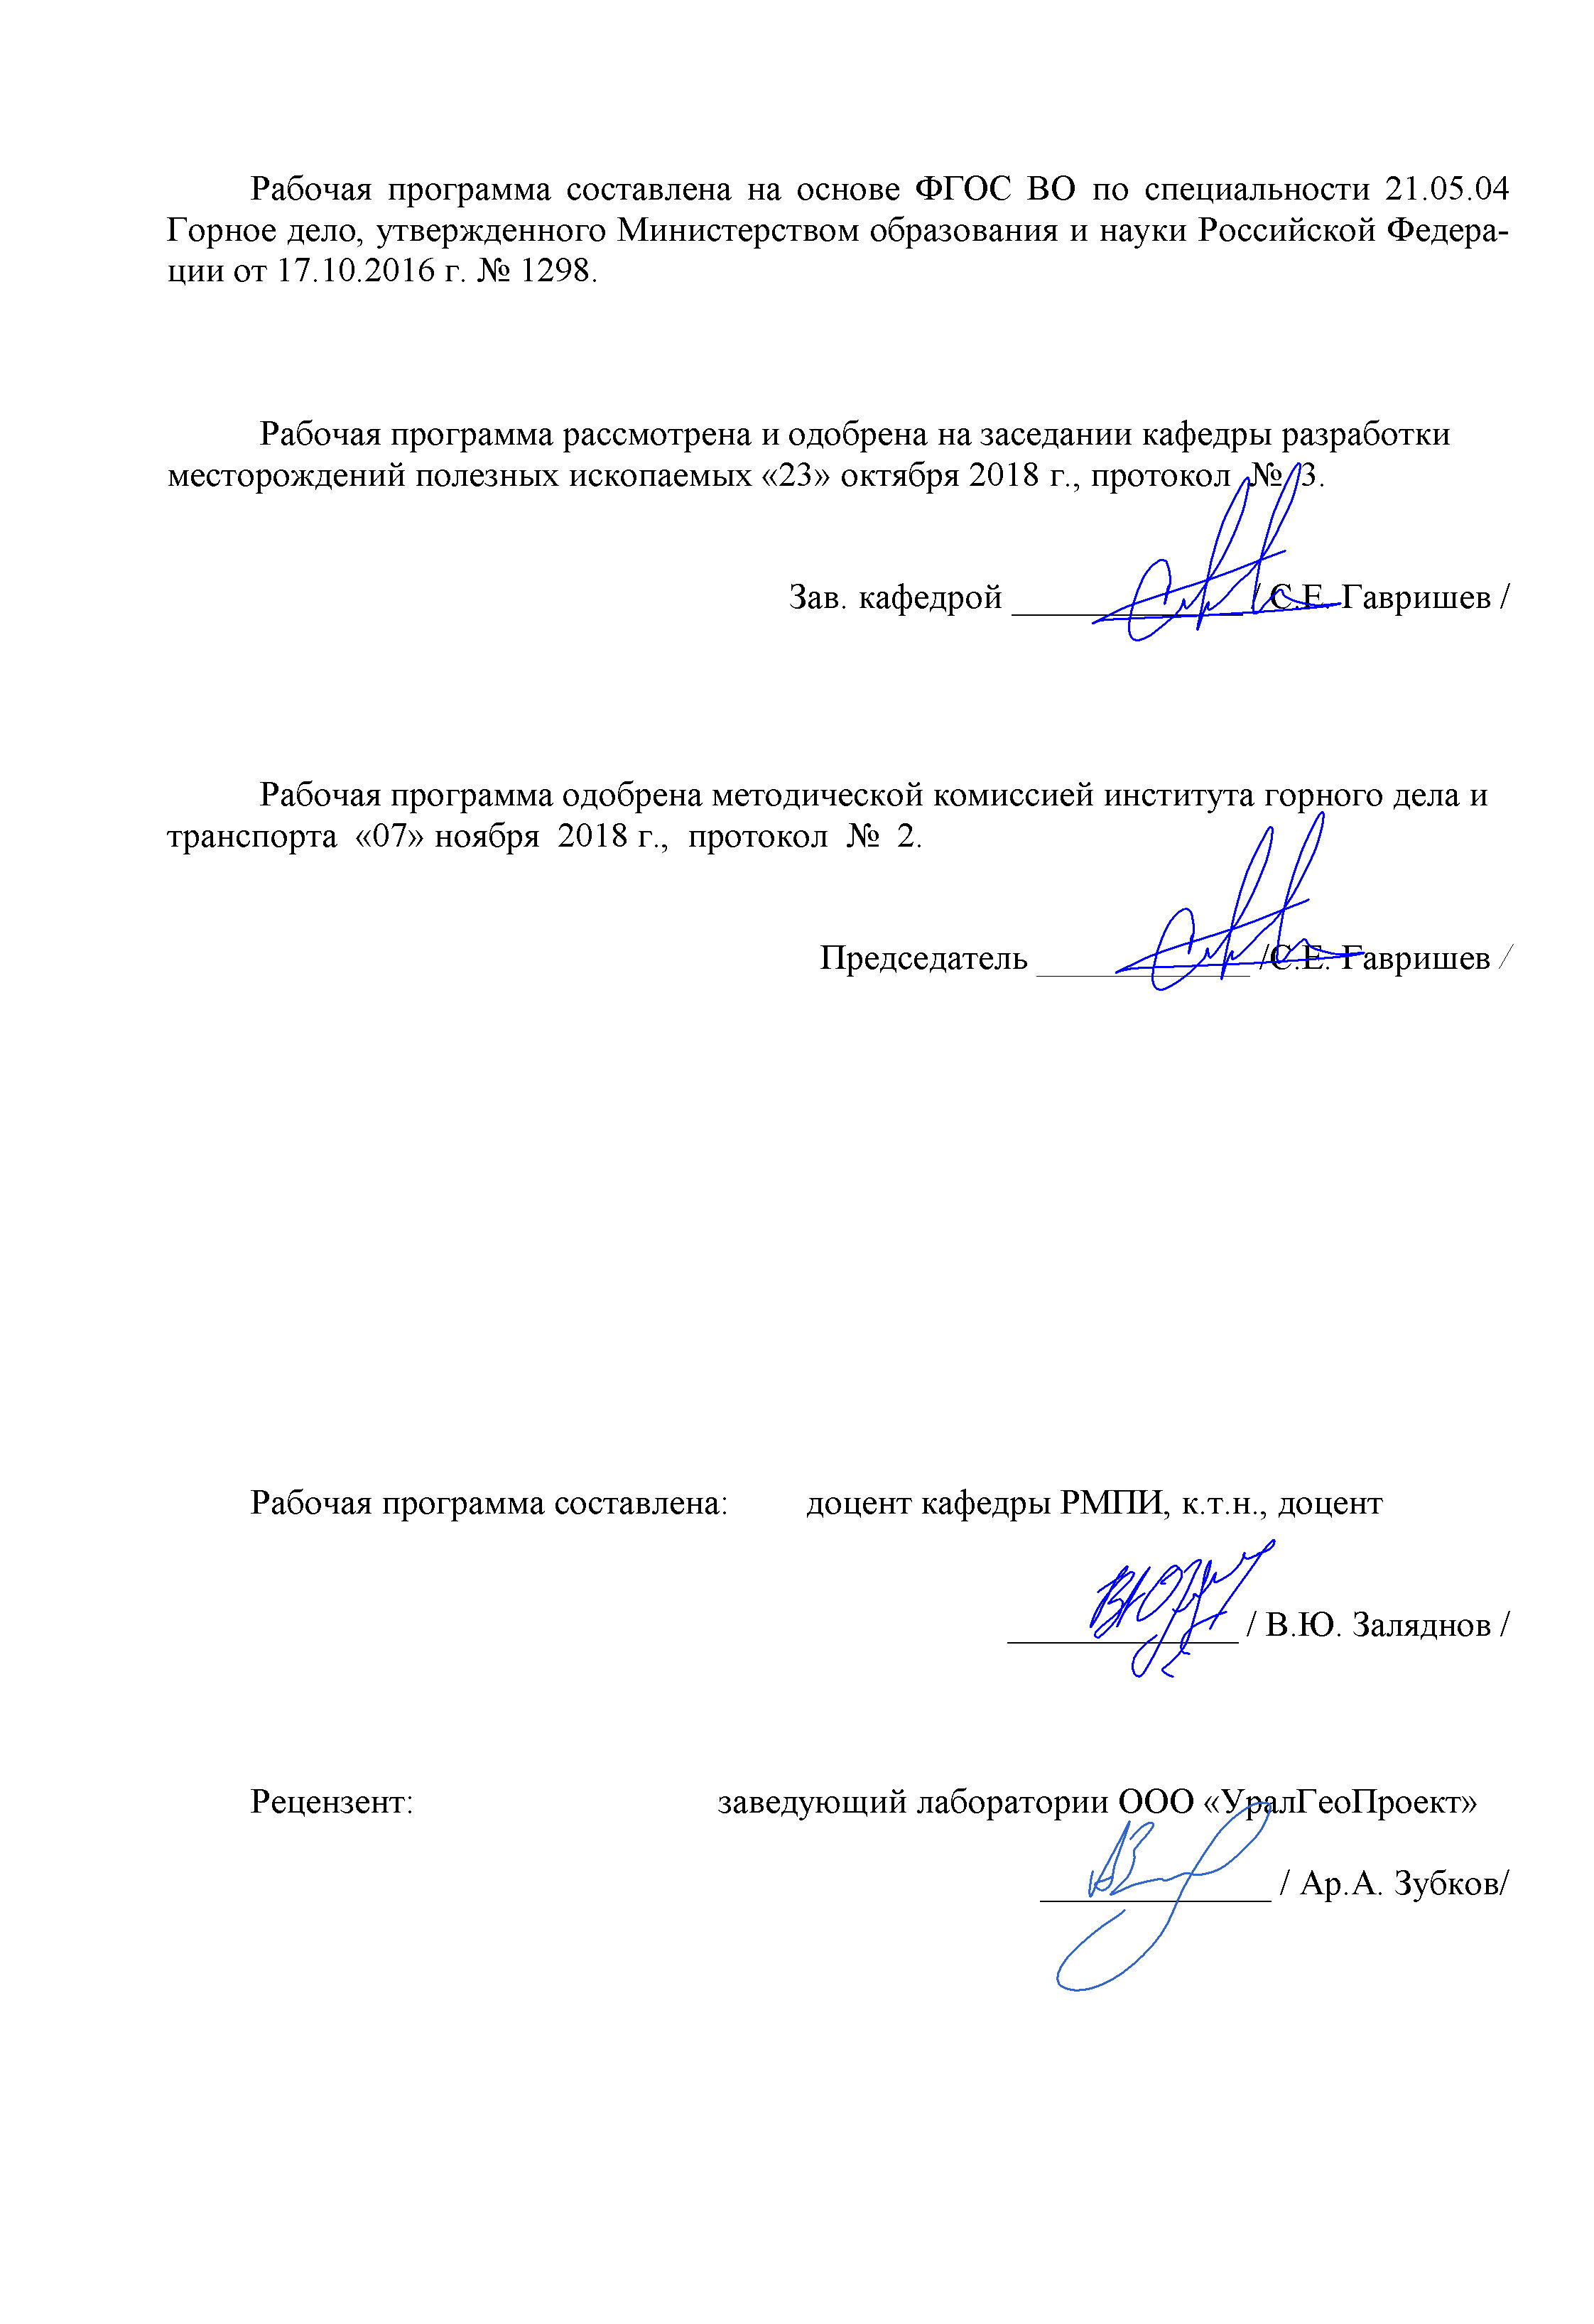 Рабочая программа составлена на основе ФГОС ВО по специальности 21.05.04
Горное дело, утвержденного Министерством образования и науки Российской Федера-
ции от 17.10.2016 г. № 1298.
Рабочая программа рассмотрена и одобрена на заседании кафедры разработки
месторождений полезных ископаемых «23» октября 2018 г., протокол № 3.
Зав. кафедрой _____________ / С.Е. Гавришев /
Рабочая программа одобрена методической комиссией института горного дела и
транспорта «07» ноября 2018 г., протокол № 2.
Председатель ____________ /С.Е. Гавришев /
Рабочая программа составлена: доцент кафедры РМПИ, к.т.н., доцент
_____________ / В.Ю. Заляднов /
Рецензент: заведующий лаборатории ООО «УралГеоПроект»
_____________ / Ар.А. Зубков/